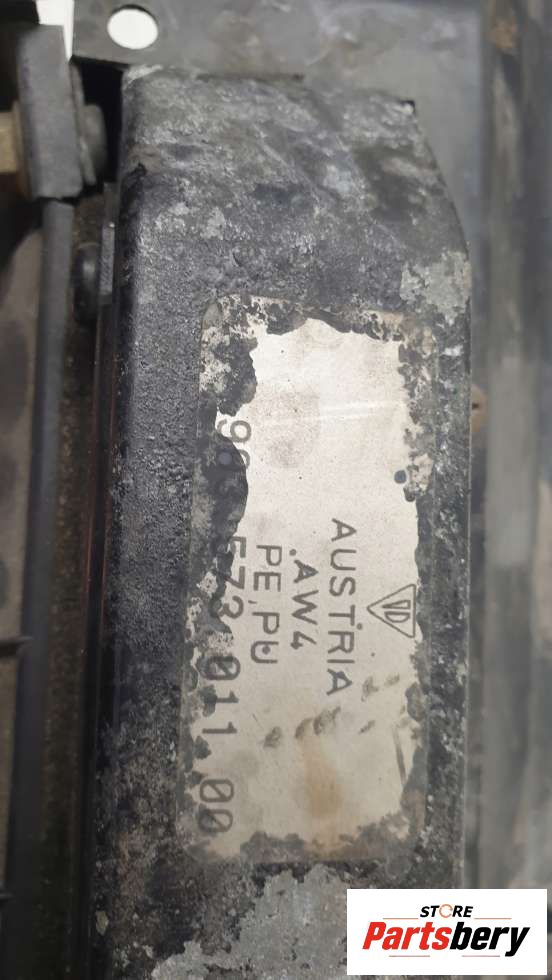 AUSTRIA
.AW4
PE,PU
573.011.00
STORE
Partsbery